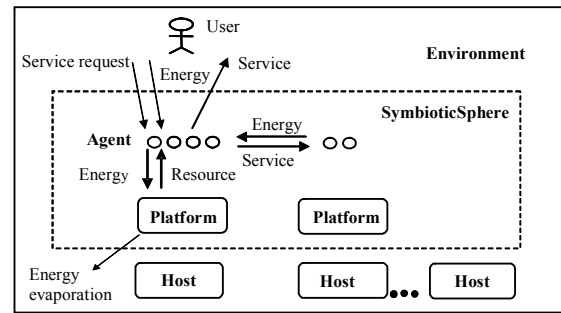 User
Environment
Service request
Energy
Service
SymbioticSphere
Agent
Energy
Service
Energy
Resource
Platform
Platform
Energy
evaporation
Host
Host
Host